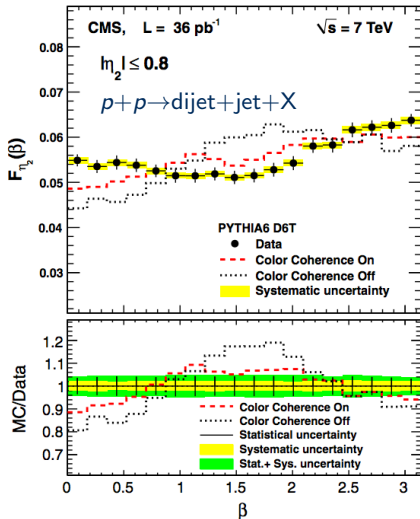 CMS, L = 36 pb⁻¹ √s = 7 TeV
|η₂| ≤ 0.8
p+p→dijet+jet+X
F_η₂(β)
0.08
0.07
0.06
0.05
0.04
0.03
PYTHIA6 D6T
Data
Color Coherence On
Color Coherence Off
Systematic uncertainty
MC/Data
1.2
1.1
1
0.9
0.8
0.7
Color Coherence On
Color Coherence Off
Statistical uncertainty
Systematic uncertainty
Stat.+ Sys. uncertainty
0 0.5 1 1.5 2 2.5 3
β